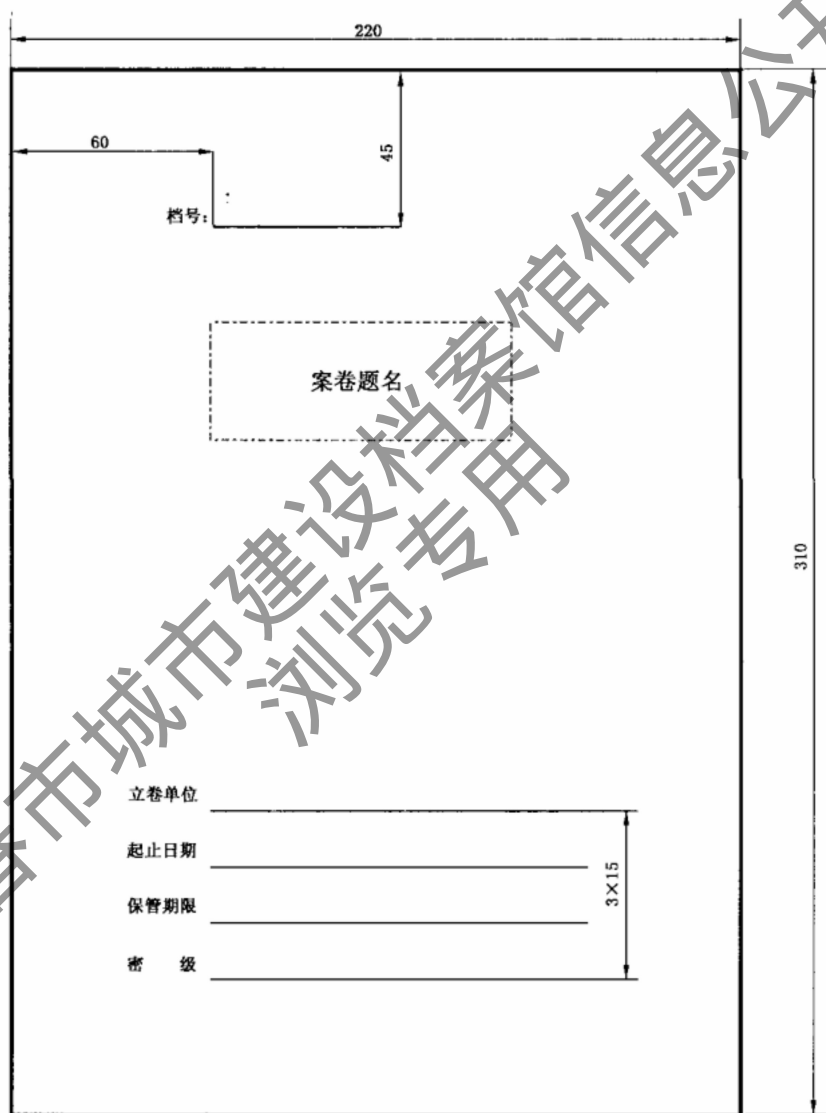 220
60
45
档号：
案卷题名
310
立卷单位
起止日期
保管期限
密 级
3×15
市城市建设档案馆信息公
浏览专用